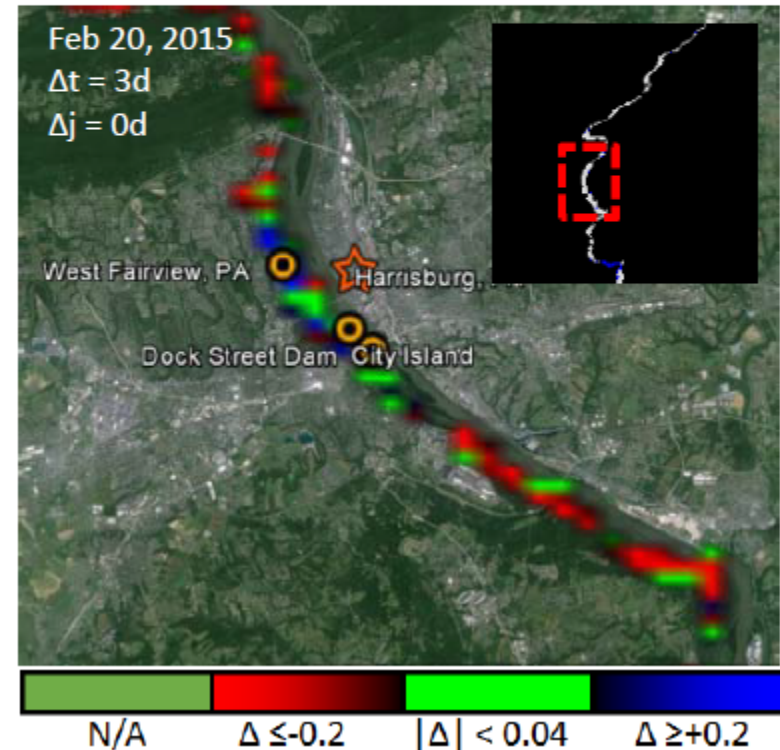 Feb 20, 2015
Δt = 3d
Δj = 0d
West Fairview, PA
Harrisburg,
Dock Street Dam City Island
N/A Δ ≤-0.2 |Δ| < 0.04 Δ ≥+0.2